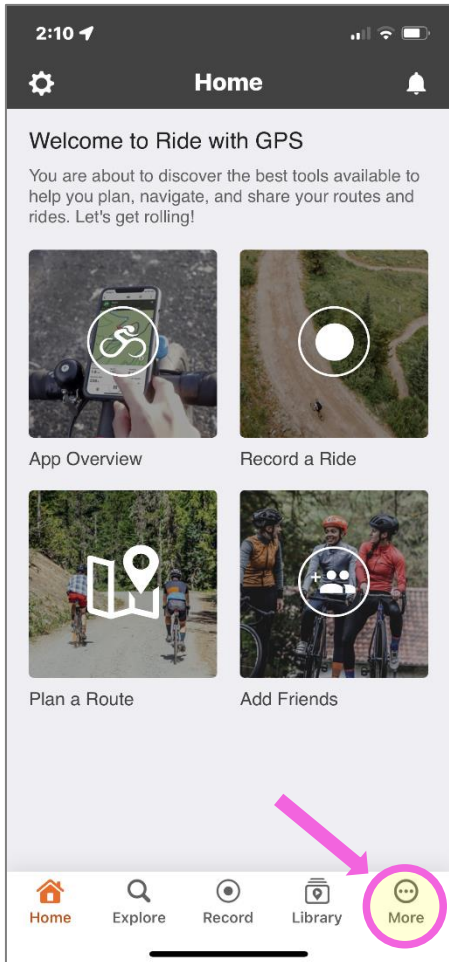 2:10
Home
Welcome to Ride with GPS
You are about to discover the best tools available to
help you plan, navigate, and share your routes and
rides. Let's get rolling!
App Overview
Record a Ride
Plan a Route
Add Friends
Home
Explore
Record
Library
More